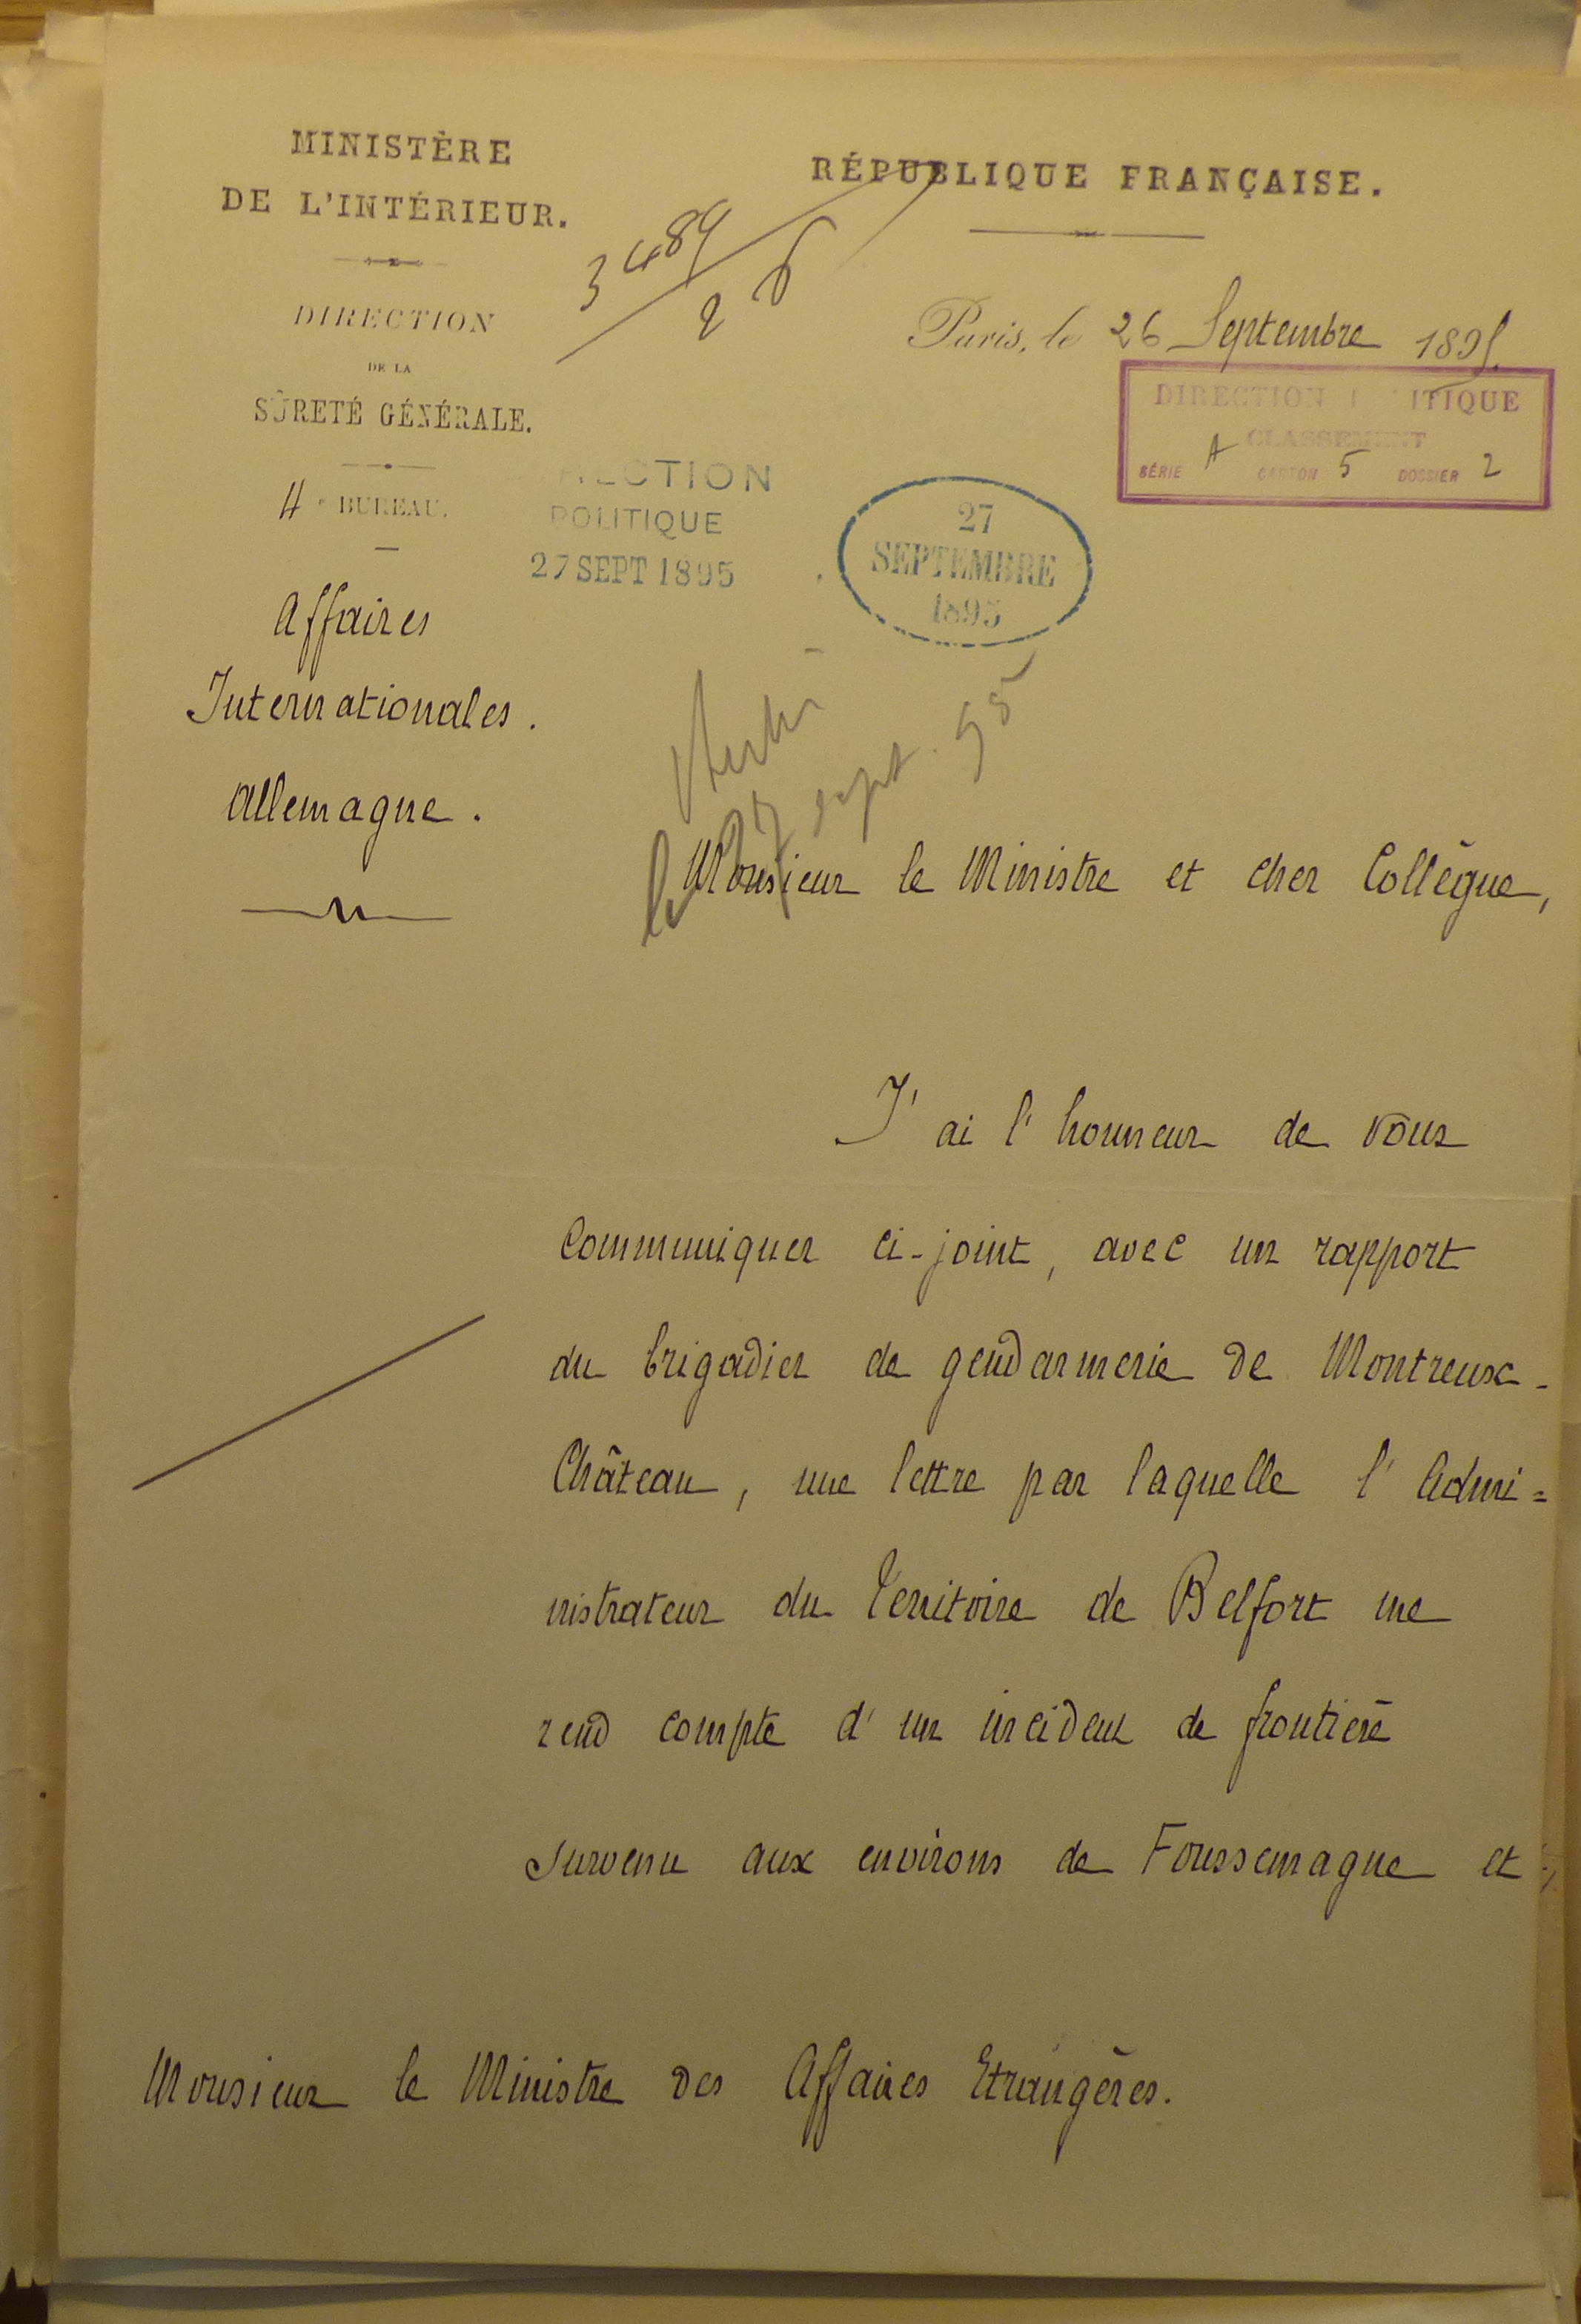 MINISTÈRE
DE L'INTÉRIEUR.
DIRECTION
DE LA
SÛRETÉ GÉNÉRALE.
4e BUREAU.
Affaires
Internationales.
Allemagne.
RÉPUBLIQUE FRANÇAISE.
Paris, le 26 Septembre 1895.
DIRECTION
CLASSEMENT
SÉRIE A CARTON 5 DOSSIER 2
POLITIQUE
27 SEPT 1895
27
SEPTEMBRE
1895
sept. 95
Monsieur le Ministre et cher Collègue,
J'ai l'honneur de vous
communiquer ci-joint, avec un rapport
du brigadier de gendarmerie de Montreux-
Château, une lettre par laquelle l'Admi=
nistrateur du Territoire de Belfort me
rend compte d'un incident de frontière
survenu aux environs de Foussemagne et
Monsieur le Ministre des Affaires Etrangères.